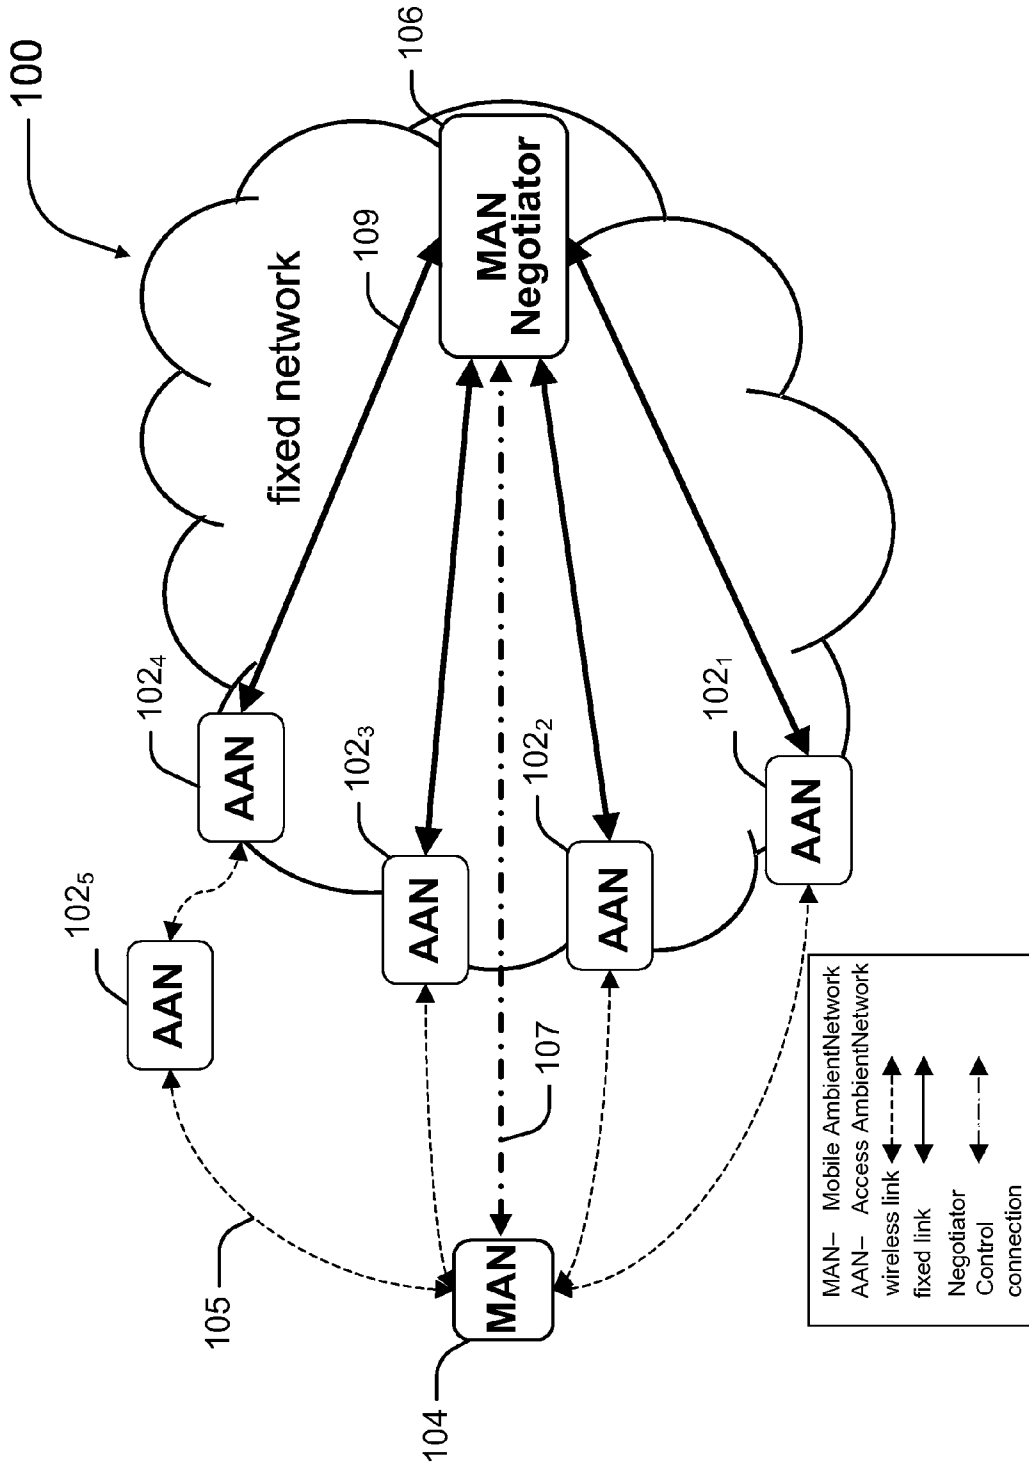 100
106
MAN
Negotiator
109
fixed network
102₄
AAN
102₅
AAN
102₃
AAN
102₂
AAN
102₁
AAN
107
105
MAN
104
MAN– Mobile AmbientNetwork
AAN– Access AmbientNetwork
wireless link
fixed link
Negotiator
Control
connection